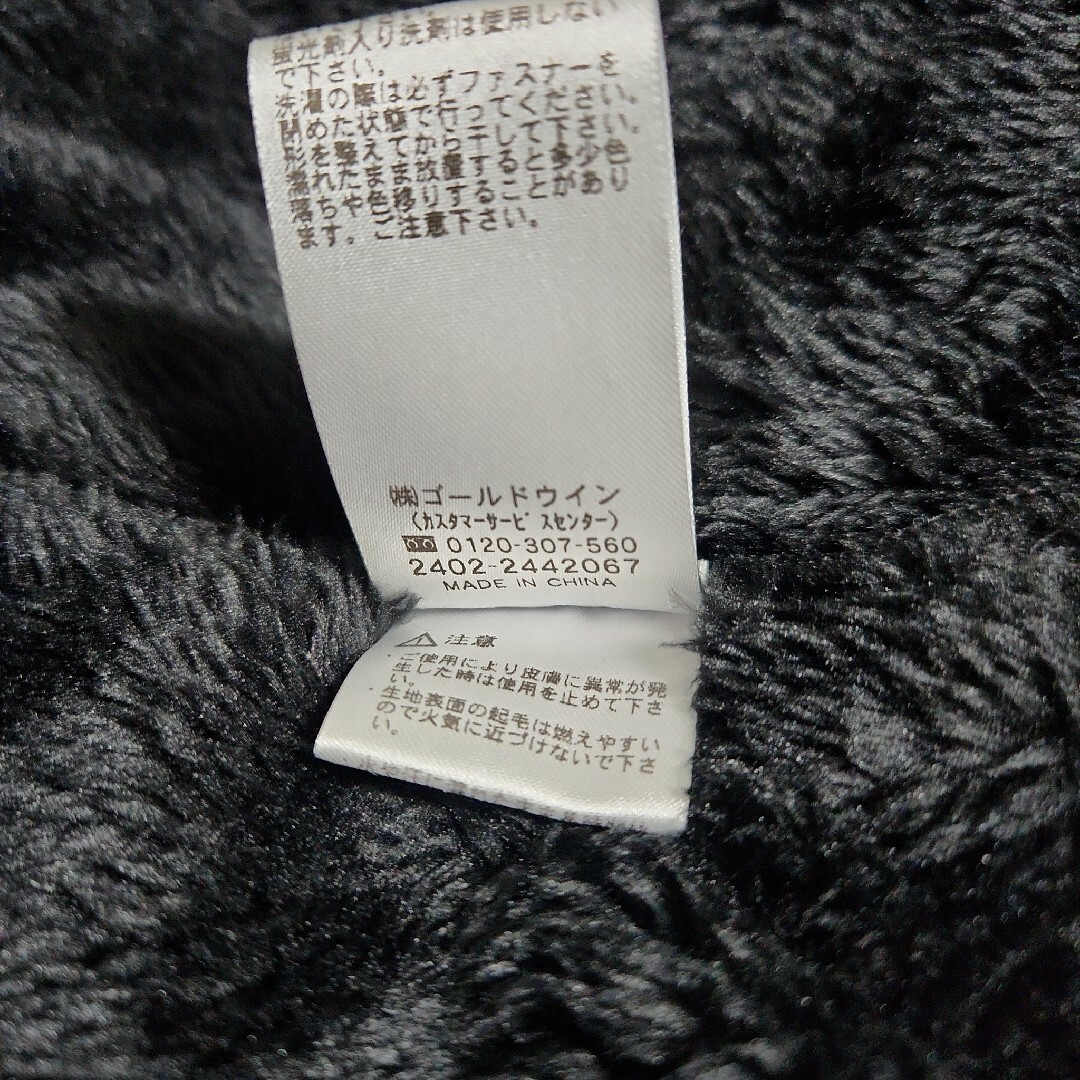 蛍光剤入り洗剤は使用しない
で下さい。
洗濯の際は必ずファスナーを
閉めた状態で行ってください。
形を整えてから干して下さい。
濡れたまま放置すると多少色
落ちや色移りすることがあり
ます。ご注意下さい。
㈱ゴールドウイン
(カスタマーサービスセンター)
0120-307-560
2402-2442067
MADE IN CHINA
⚠ 注意
・ご使用により皮膚に異常が発
生した時は使用を止めて下さ
い。
・生地表面の起毛は燃えやすい
ので火気に近づけないで下さ
い。